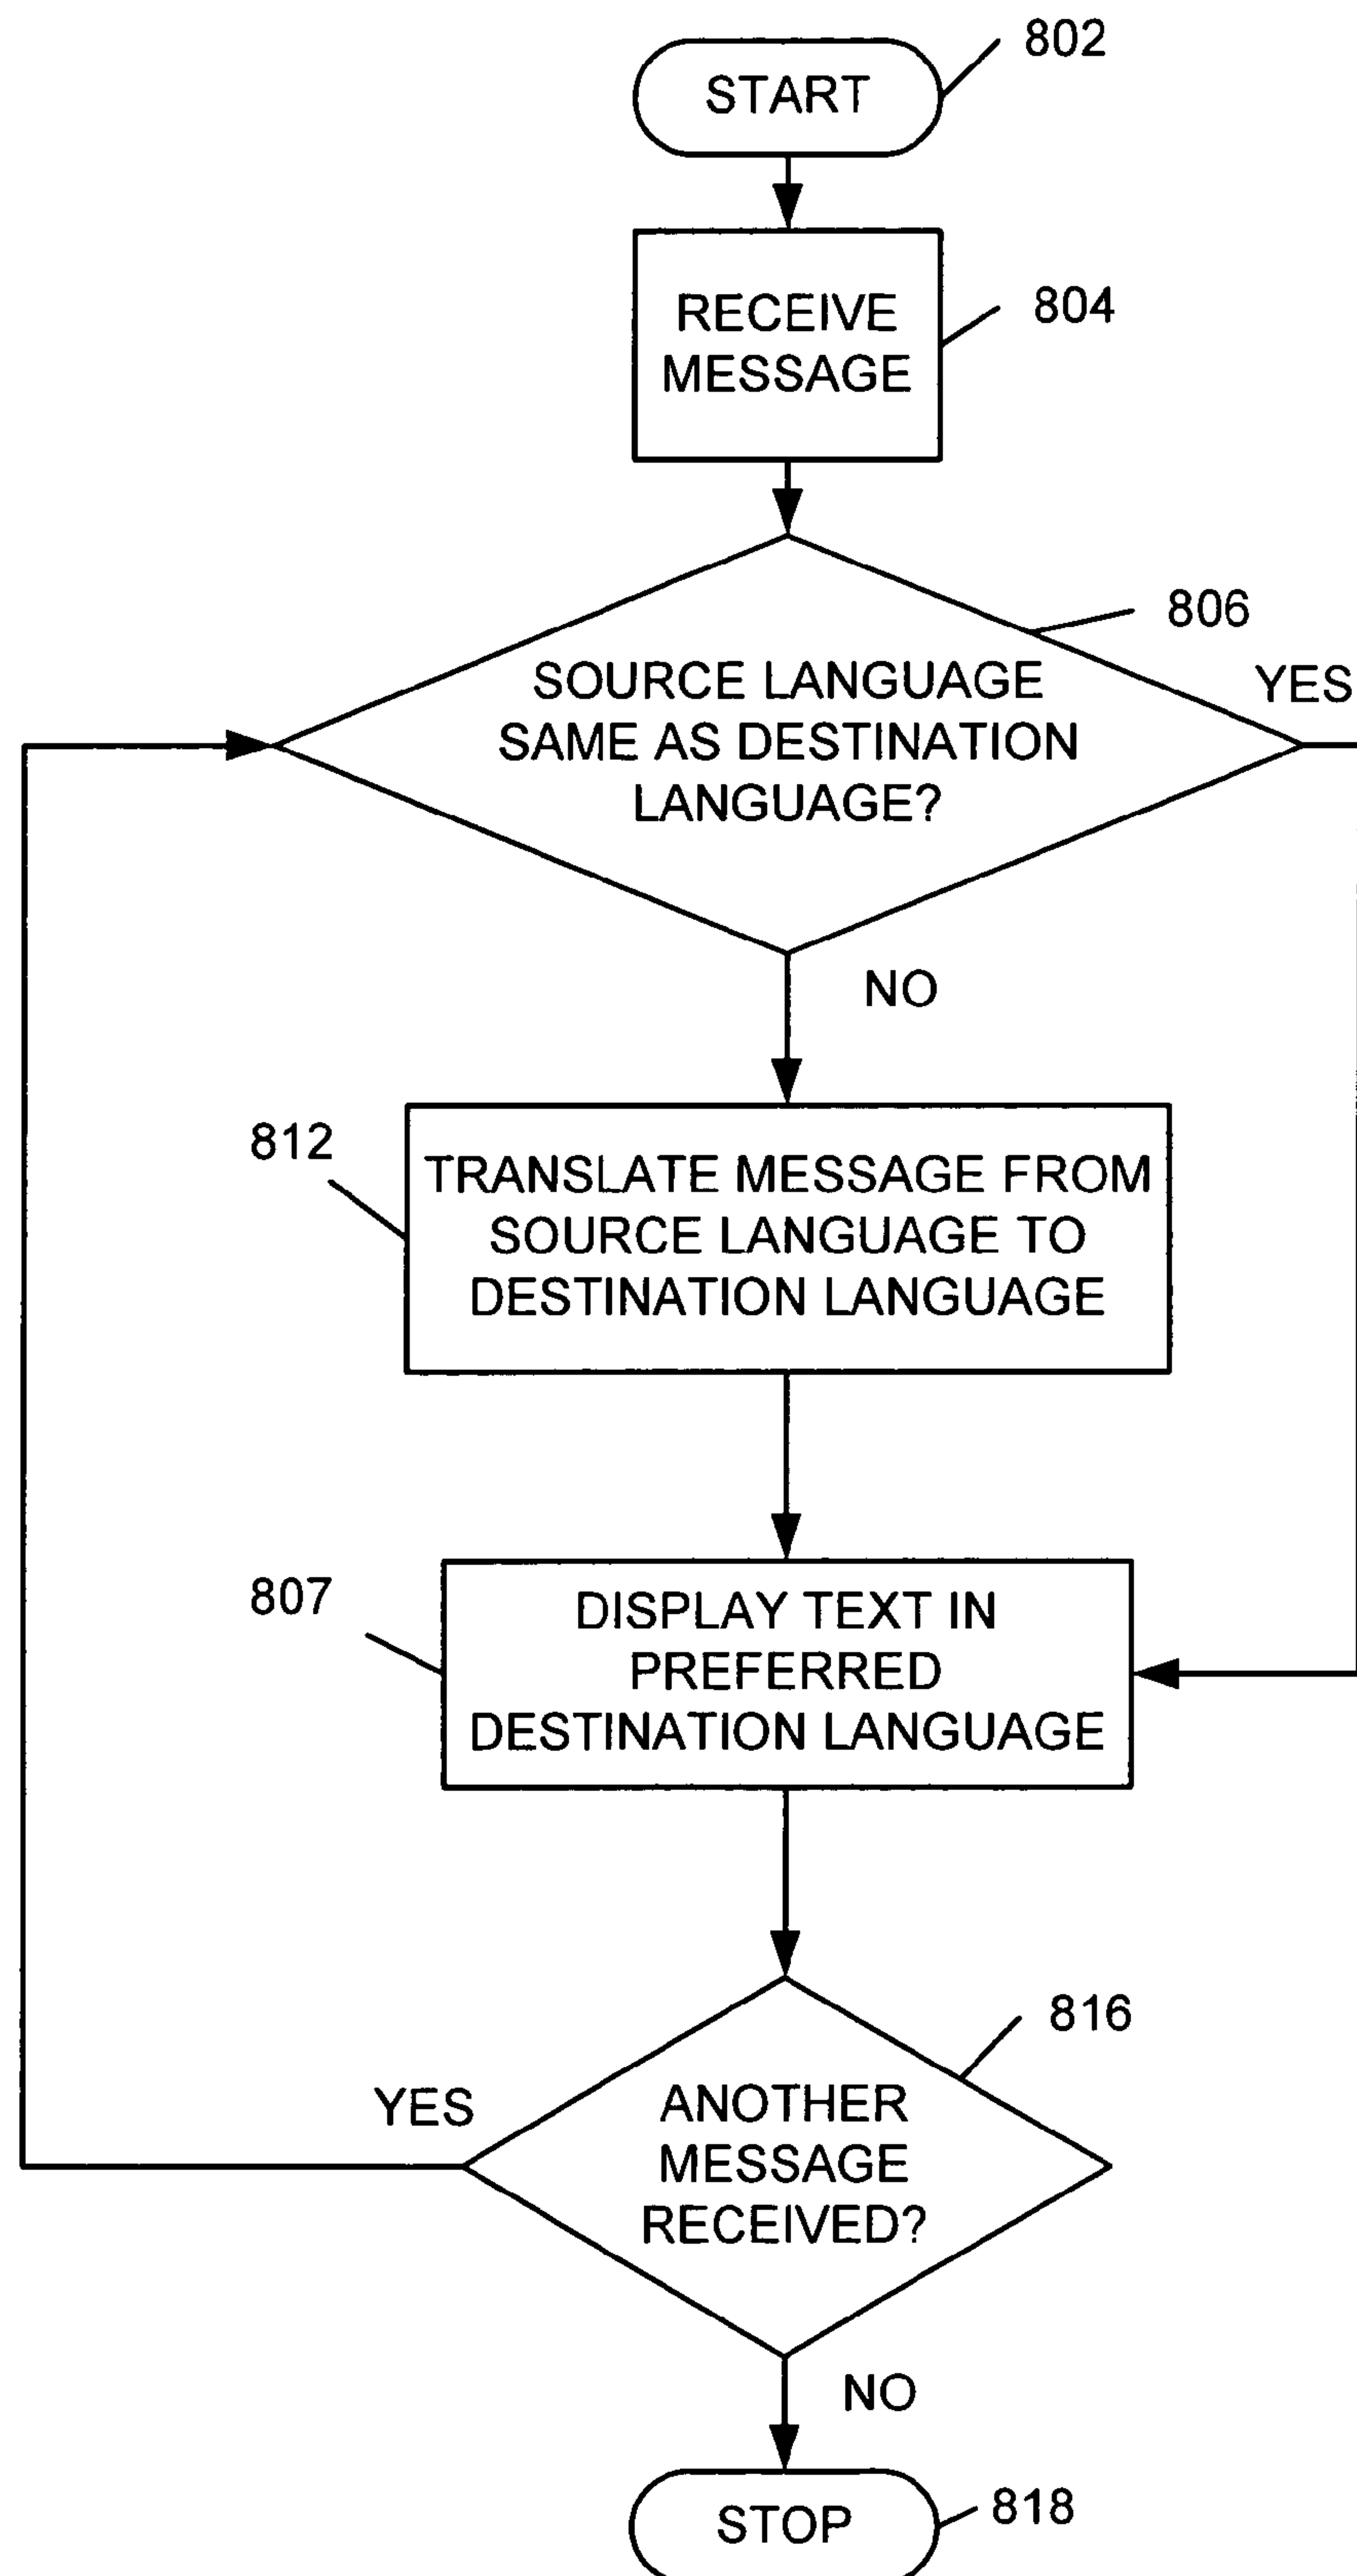 802
START
804
RECEIVE
MESSAGE
806
YES
SOURCE LANGUAGE
SAME AS DESTINATION
LANGUAGE?
NO
812
TRANSLATE MESSAGE FROM
SOURCE LANGUAGE TO
DESTINATION LANGUAGE
807
DISPLAY TEXT IN
PREFERRED
DESTINATION LANGUAGE
816
YES
ANOTHER
MESSAGE
RECEIVED?
NO
STOP
818